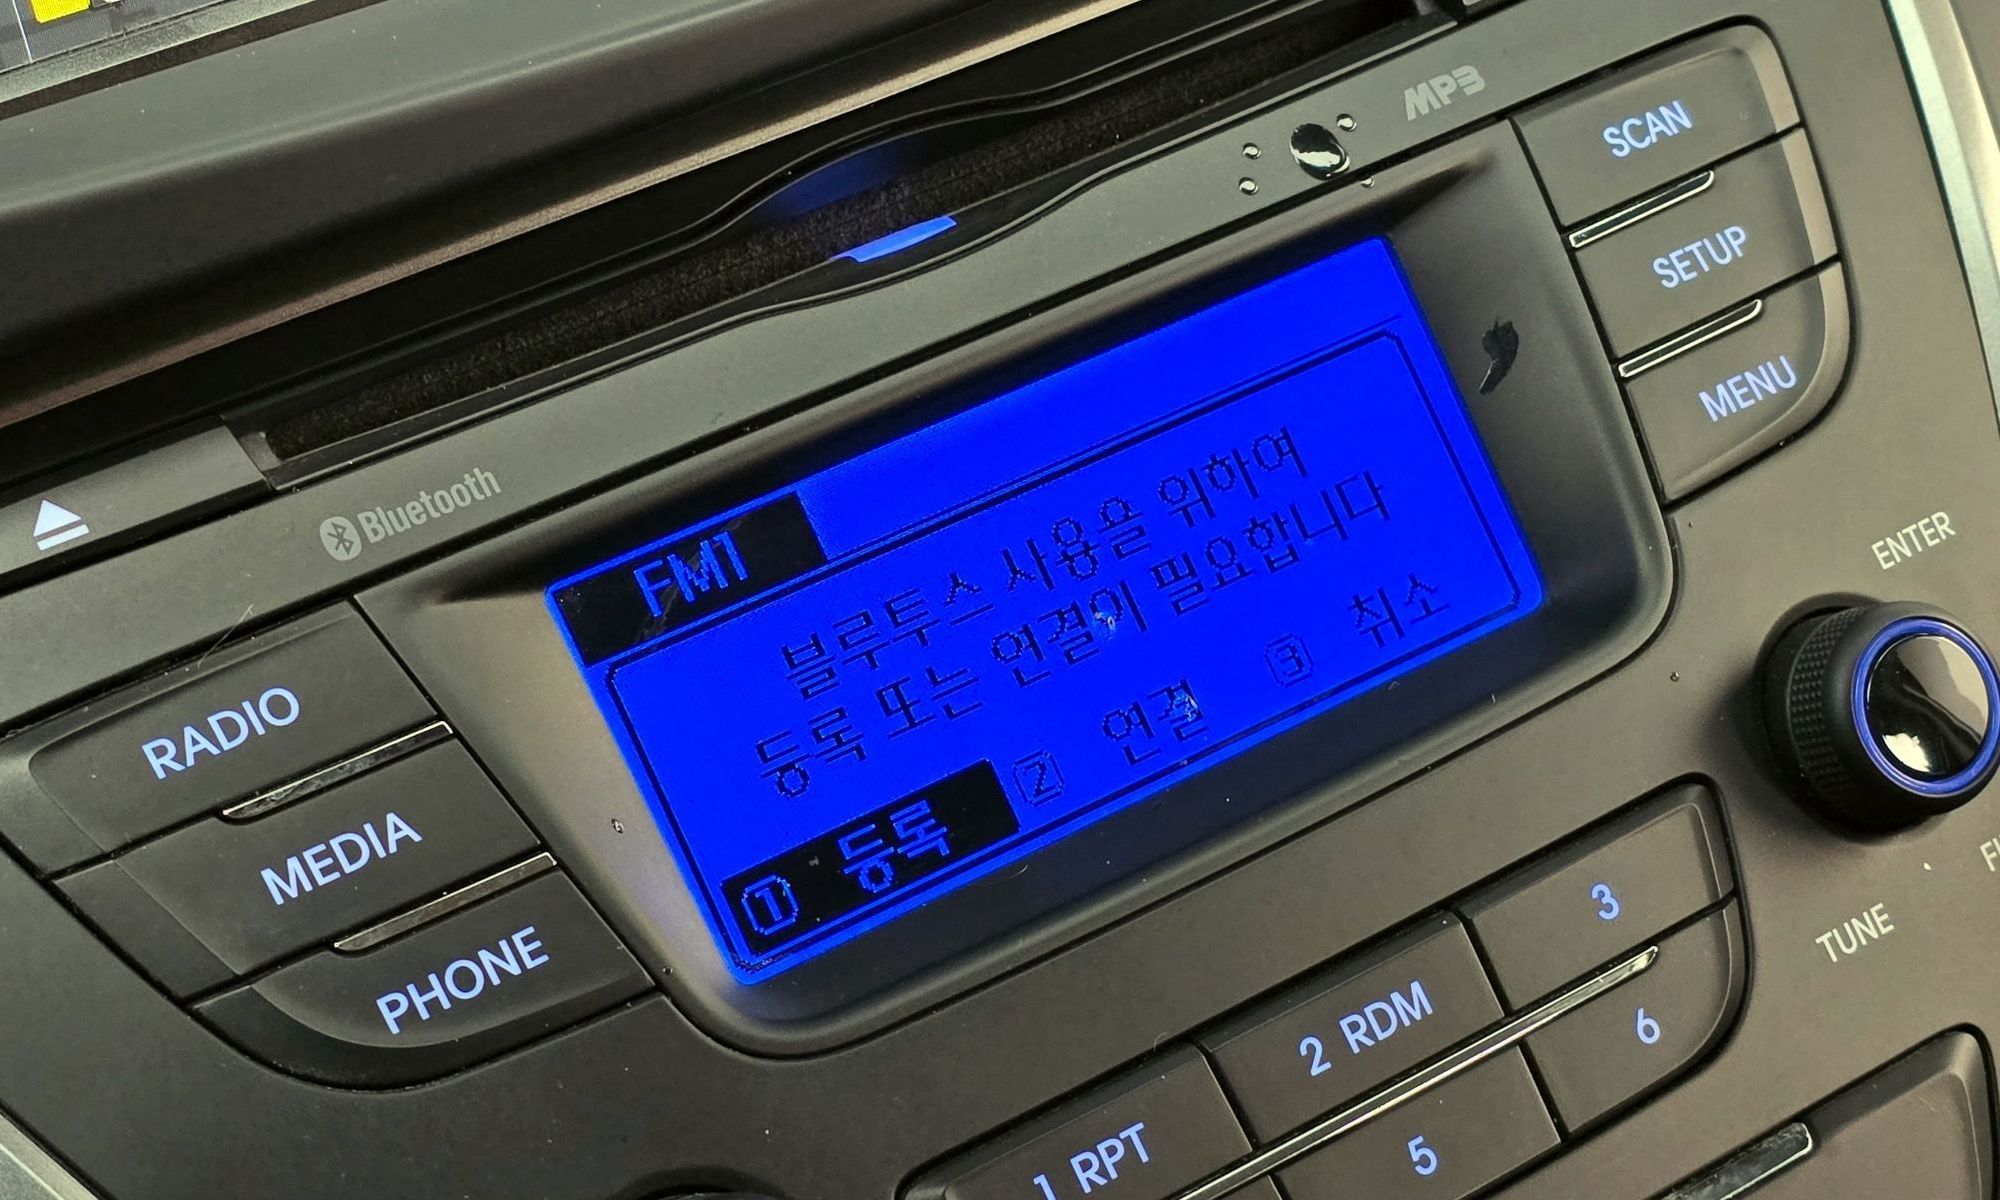 MP3
SCAN
SETUP
MENU
Bluetooth
ENTER
FM1
블루투스 사용을 위하여
등록 또는 연결이 필요합니다
1 등록 2 연결 3 취소
RADIO
MEDIA
PHONE
TUNE
1 RPT
2 RDM
3
5
6